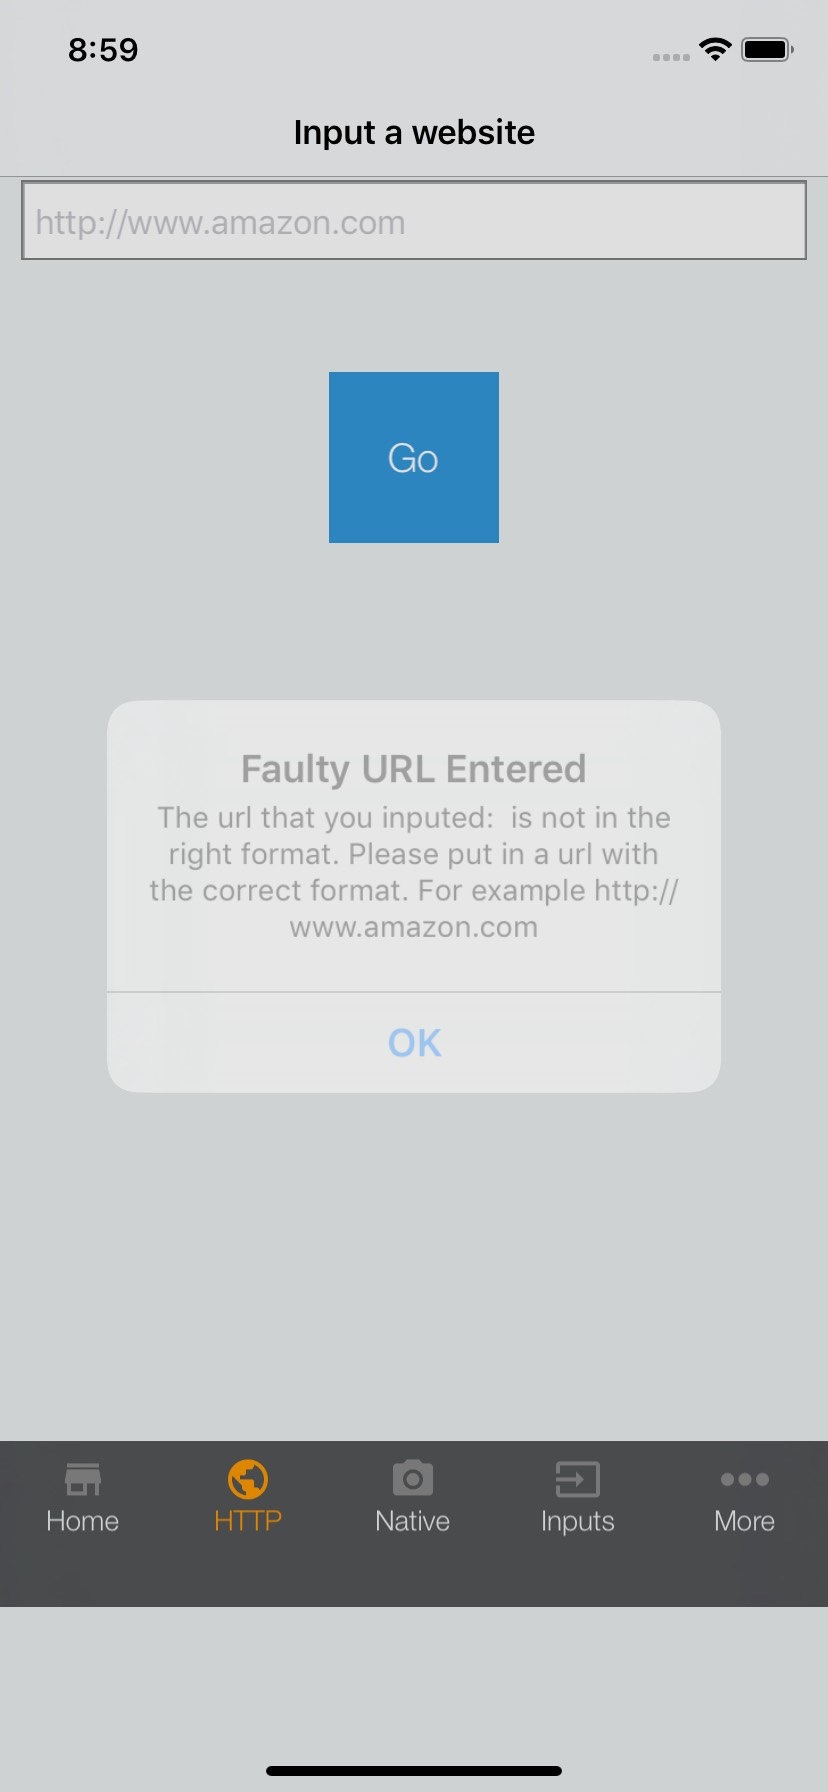 8:59
Input a website
http://www.amazon.com
Go
Faulty URL Entered
The url that you inputed:  is not in the
right format. Please put in a url with
the correct format. For example http://
www.amazon.com
OK
Home HTTP Native Inputs More